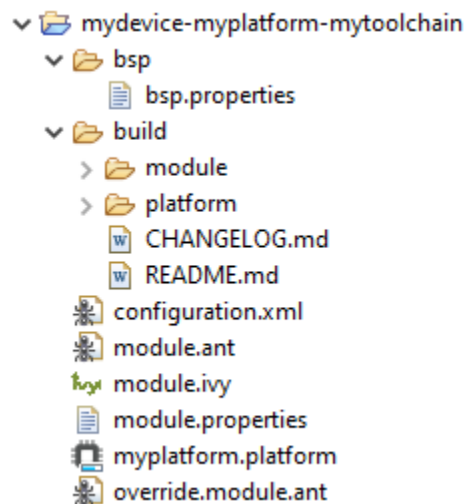 mydevice-myplatform-mytoolchain
bsp
bsp.properties
build
module
platform
CHANGELOG.md
README.md
configuration.xml
module.ant
module.ivy
module.properties
myplatform.platform
override.module.ant